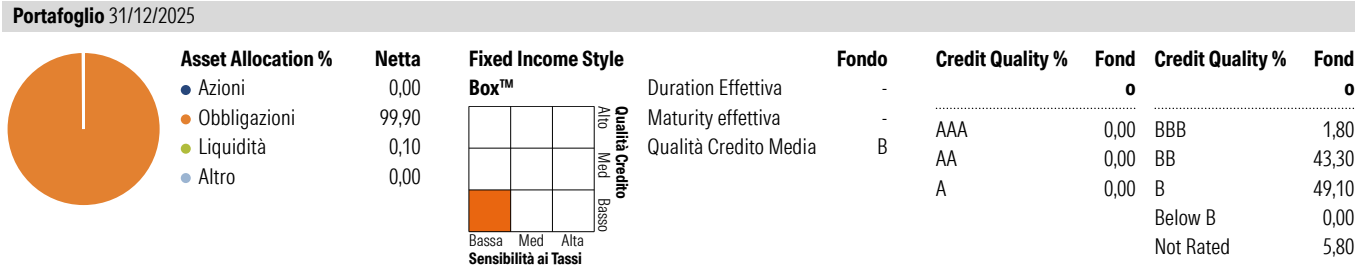 Portafoglio 31/12/2025
Asset Allocation % Netta
Azioni 0,00
Obbligazioni 99,90
Liquidità 0,10
Altro 0,00
Fixed Income Style
Box™
Alto Med Basso
Qualità Credito
Bassa Med Alta
Sensibilità ai Tassi
Fondo
Duration Effettiva -
Maturity effettiva -
Qualità Credito Media B
Credit Quality % Fond
o
AAA 0,00
AA 0,00
A 0,00
Credit Quality % Fond
o
BBB 1,80
BB 43,30
B 49,10
Below B 0,00
Not Rated 5,80